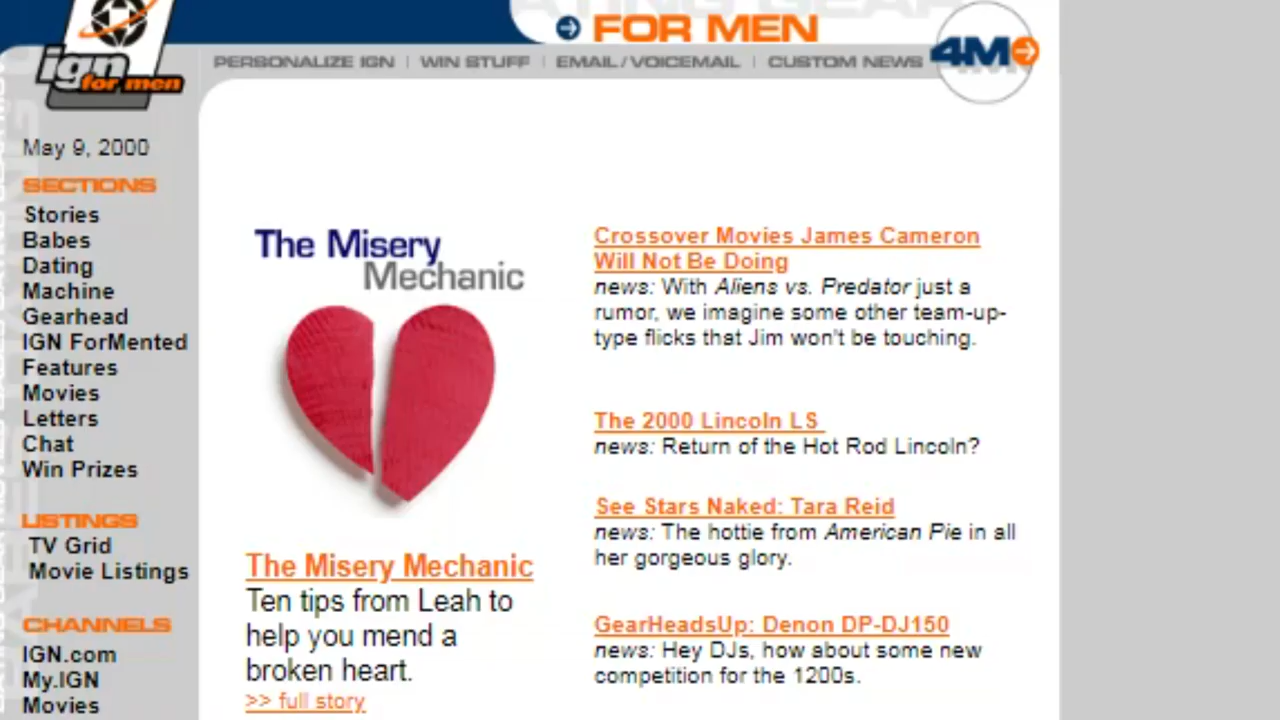 FOR MEN
4M
ign
for men
PERSONALIZE IGN | WIN STUFF | EMAIL/VOICEMAIL | CUSTOM NEWS
May 9, 2000
SECTIONS
Stories
Babes
Dating
Machine
Gearhead
IGN ForMented
Features
Movies
Letters
Chat
Win Prizes
LISTINGS
TV Grid
Movie Listings
CHANNELS
IGN.com
My.IGN
Movies
The Misery
Mechanic
The Misery Mechanic
Ten tips from Leah to
help you mend a
broken heart.
>> full story
Crossover Movies James Cameron
Will Not Be Doing
news: With Aliens vs. Predator just a
rumor, we imagine some other team-up-
type flicks that Jim won't be touching.
The 2000 Lincoln LS
news: Return of the Hot Rod Lincoln?
See Stars Naked: Tara Reid
news: The hottie from American Pie in all
her gorgeous glory.
GearHeadsUp: Denon DP-DJ150
news: Hey DJs, how about some new
competition for the 1200s.